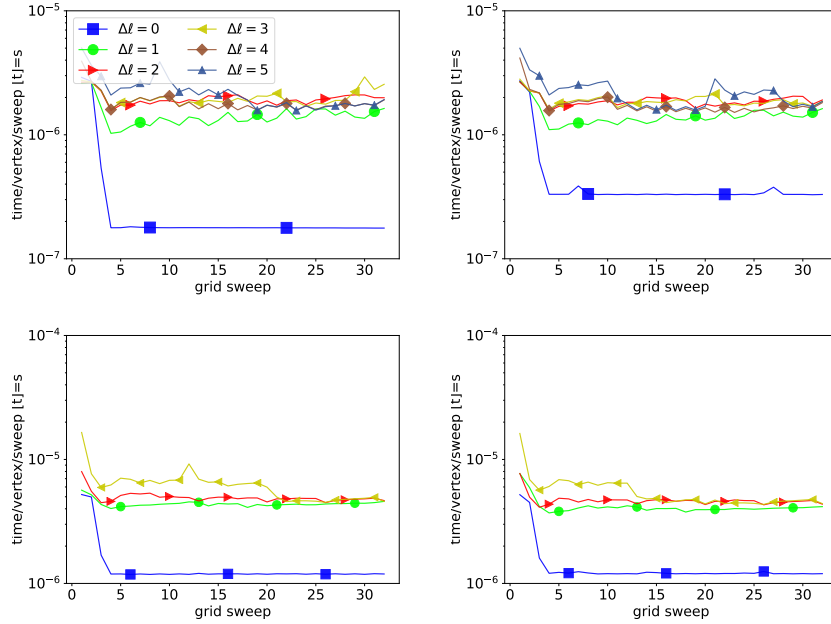 10⁻⁵
10⁻⁶
10⁻⁷
time/vertex/sweep [t]=s
0 5 10 15 20 25 30
grid sweep
Δℓ = 0
Δℓ = 1
Δℓ = 2
Δℓ = 3
Δℓ = 4
Δℓ = 5
10⁻⁵
10⁻⁶
10⁻⁷
time/vertex/sweep [t]=s
0 5 10 15 20 25 30
grid sweep
10⁻⁴
10⁻⁵
10⁻⁶
time/vertex/sweep [t]=s
0 5 10 15 20 25 30
grid sweep
10⁻⁴
10⁻⁵
10⁻⁶
time/vertex/sweep [t]=s
0 5 10 15 20 25 30
grid sweep